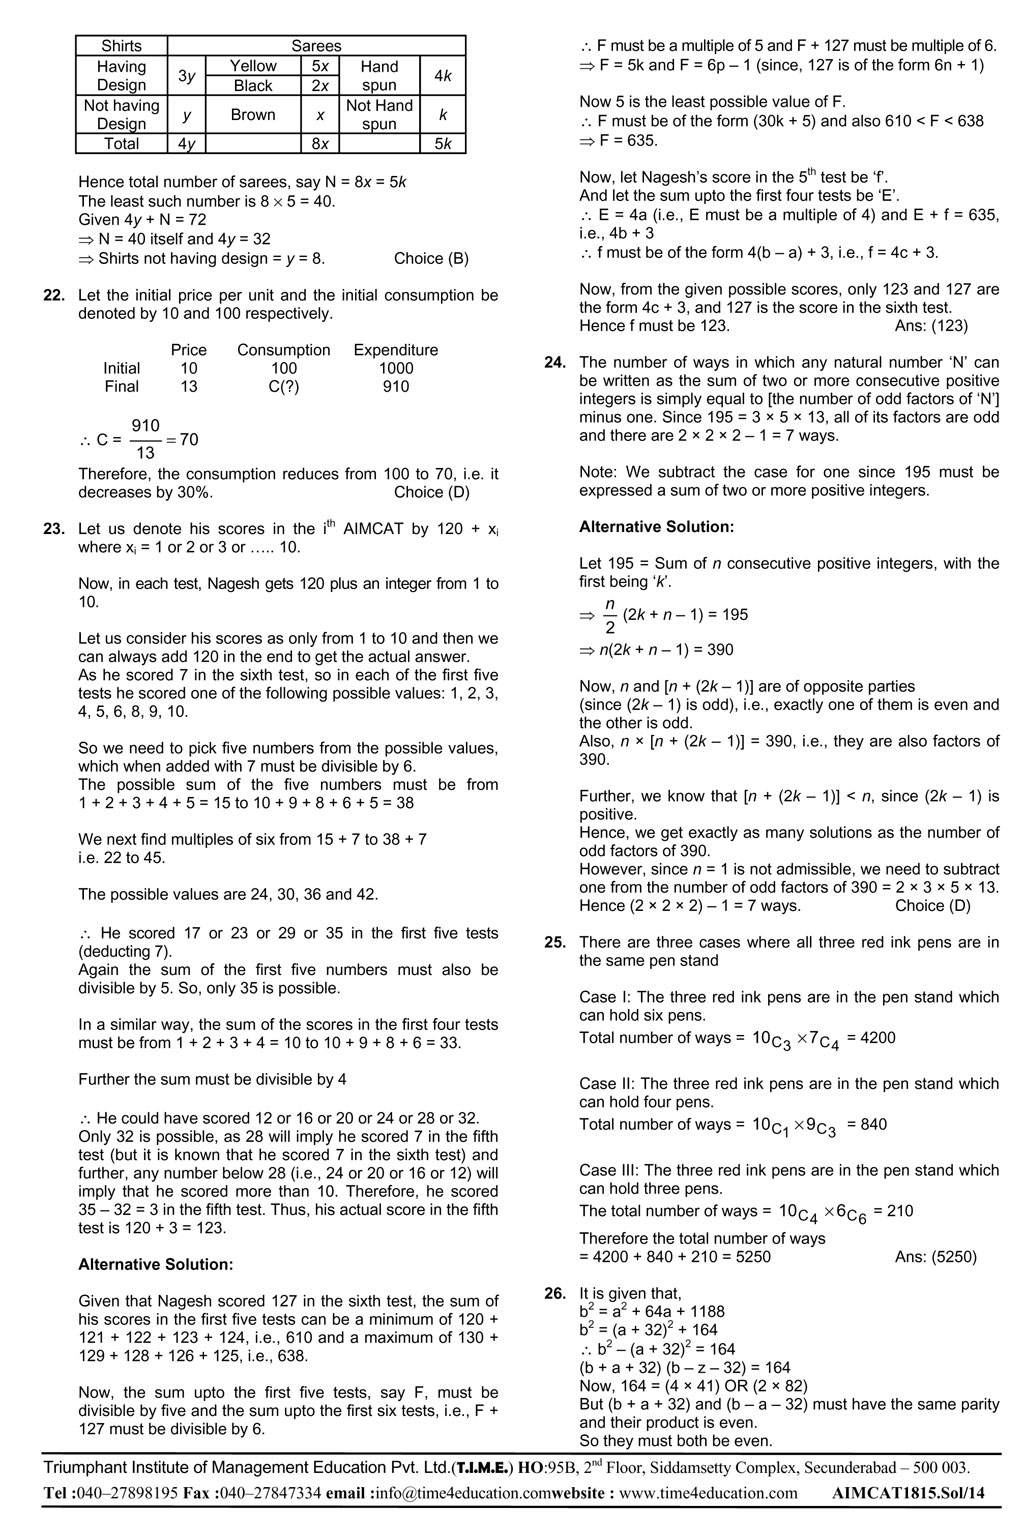 Shirts Sarees
Having Design 3y Yellow 5x Hand spun 4k
Black 2x
Not having Design y Brown x Not Hand spun k
Total 4y 8x 5k
Hence total number of sarees, say N = 8x = 5k
The least such number is 8 × 5 = 40.
Given 4y + N = 72
⇒ N = 40 itself and 4y = 32
⇒ Shirts not having design = y = 8. Choice (B)
22. Let the initial price per unit and the initial consumption be
denoted by 10 and 100 respectively.
Price Consumption Expenditure
Initial 10 100 1000
Final 13 C(?) 910
∴ C = 910/13 = 70
Therefore, the consumption reduces from 100 to 70, i.e. it
decreases by 30%. Choice (D)
23. Let us denote his scores in the ith AIMCAT by 120 + xi
where xi = 1 or 2 or 3 or ….. 10.
Now, in each test, Nagesh gets 120 plus an integer from 1 to
10.
Let us consider his scores as only from 1 to 10 and then we
can always add 120 in the end to get the actual answer.
As he scored 7 in the sixth test, so in each of the first five
tests he scored one of the following possible values: 1, 2, 3,
4, 5, 6, 8, 9, 10.
So we need to pick five numbers from the possible values,
which when added with 7 must be divisible by 6.
The possible sum of the five numbers must be from
1 + 2 + 3 + 4 + 5 = 15 to 10 + 9 + 8 + 6 + 5 = 38
We next find multiples of six from 15 + 7 to 38 + 7
i.e. 22 to 45.
The possible values are 24, 30, 36 and 42.
∴ He scored 17 or 23 or 29 or 35 in the first five tests
(deducting 7).
Again the sum of the first five numbers must also be
divisible by 5. So, only 35 is possible.
In a similar way, the sum of the scores in the first four tests
must be from 1 + 2 + 3 + 4 = 10 to 10 + 9 + 8 + 6 = 33.
Further the sum must be divisible by 4
∴ He could have scored 12 or 16 or 20 or 24 or 28 or 32.
Only 32 is possible, as 28 will imply he scored 7 in the fifth
test (but it is known that he scored 7 in the sixth test) and
further, any number below 28 (i.e., 24 or 20 or 16 or 12) will
imply that he scored more than 10. Therefore, he scored
35 – 32 = 3 in the fifth test. Thus, his actual score in the fifth
test is 120 + 3 = 123.
Alternative Solution:
Given that Nagesh scored 127 in the sixth test, the sum of
his scores in the first five tests can be a minimum of 120 +
121 + 122 + 123 + 124, i.e., 610 and a maximum of 130 +
129 + 128 + 126 + 125, i.e., 638.
Now, the sum upto the first five tests, say F, must be
divisible by five and the sum upto the first six tests, i.e., F +
127 must be divisible by 6.
∴ F must be a multiple of 5 and F + 127 must be multiple of 6.
⇒ F = 5k and F = 6p – 1 (since, 127 is of the form 6n + 1)
Now 5 is the least possible value of F.
∴ F must be of the form (30k + 5) and also 610 < F < 638
⇒ F = 635.
Now, let Nagesh's score in the 5th test be 'f'.
And let the sum upto the first four tests be 'E'.
∴ E = 4a (i.e., E must be a multiple of 4) and E + f = 635,
i.e., 4b + 3
∴ f must be of the form 4(b – a) + 3, i.e., f = 4c + 3.
Now, from the given possible scores, only 123 and 127 are
the form 4c + 3, and 127 is the score in the sixth test.
Hence f must be 123. Ans: (123)
24. The number of ways in which any natural number 'N' can
be written as the sum of two or more consecutive positive
integers is simply equal to [the number of odd factors of 'N']
minus one. Since 195 = 3 × 5 × 13, all of its factors are odd
and there are 2 × 2 × 2 – 1 = 7 ways.
Note: We subtract the case for one since 195 must be
expressed a sum of two or more positive integers.
Alternative Solution:
Let 195 = Sum of n consecutive positive integers, with the
first being 'k'.
⇒ n/2 (2k + n – 1) = 195
⇒ n(2k + n – 1) = 390
Now, n and [n + (2k – 1)] are of opposite parties
(since (2k – 1) is odd), i.e., exactly one of them is even and
the other is odd.
Also, n × [n + (2k – 1)] = 390, i.e., they are also factors of
390.
Further, we know that [n + (2k – 1)] < n, since (2k – 1) is
positive.
Hence, we get exactly as many solutions as the number of
odd factors of 390.
However, since n = 1 is not admissible, we need to subtract
one from the number of odd factors of 390 = 2 × 3 × 5 × 13.
Hence (2 × 2 × 2) – 1 = 7 ways. Choice (D)
25. There are three cases where all three red ink pens are in
the same pen stand
Case I: The three red ink pens are in the pen stand which
can hold six pens.
Total number of ways = 10C3 × 7C4 = 4200
Case II: The three red ink pens are in the pen stand which
can hold four pens.
Total number of ways = 10C1 × 9C3 = 840
Case III: The three red ink pens are in the pen stand which
can hold three pens.
The total number of ways = 10C4 × 6C6 = 210
Therefore the total number of ways
= 4200 + 840 + 210 = 5250 Ans: (5250)
26. It is given that,
b² = a² + 64a + 1188
b² = (a + 32)² + 164
∴ b² – (a + 32)² = 164
(b + a + 32) (b – z – 32) = 164
Now, 164 = (4 × 41) OR (2 × 82)
But (b + a + 32) and (b – a – 32) must have the same parity
and their product is even.
So they must both be even.
Triumphant Institute of Management Education Pvt. Ltd.(T.I.M.E.) HO:95B, 2nd Floor, Siddamsetty Complex, Secunderabad – 500 003.
Tel :040–27898195 Fax :040–27847334 email :info@time4education.comwebsite : www.time4education.com AIMCAT1815.Sol/14